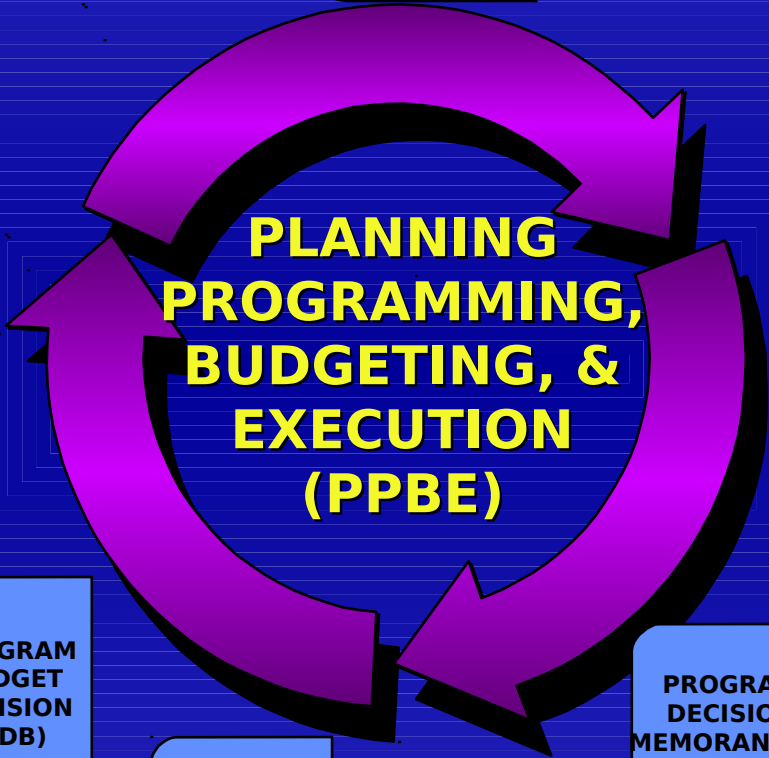 PLANNING
PROGRAMMING,
BUDGETING, &
EXECUTION
(PPBE)
GRAM
DGET
ISION
DB)
PROGRA
DECISIO
MEMORAN